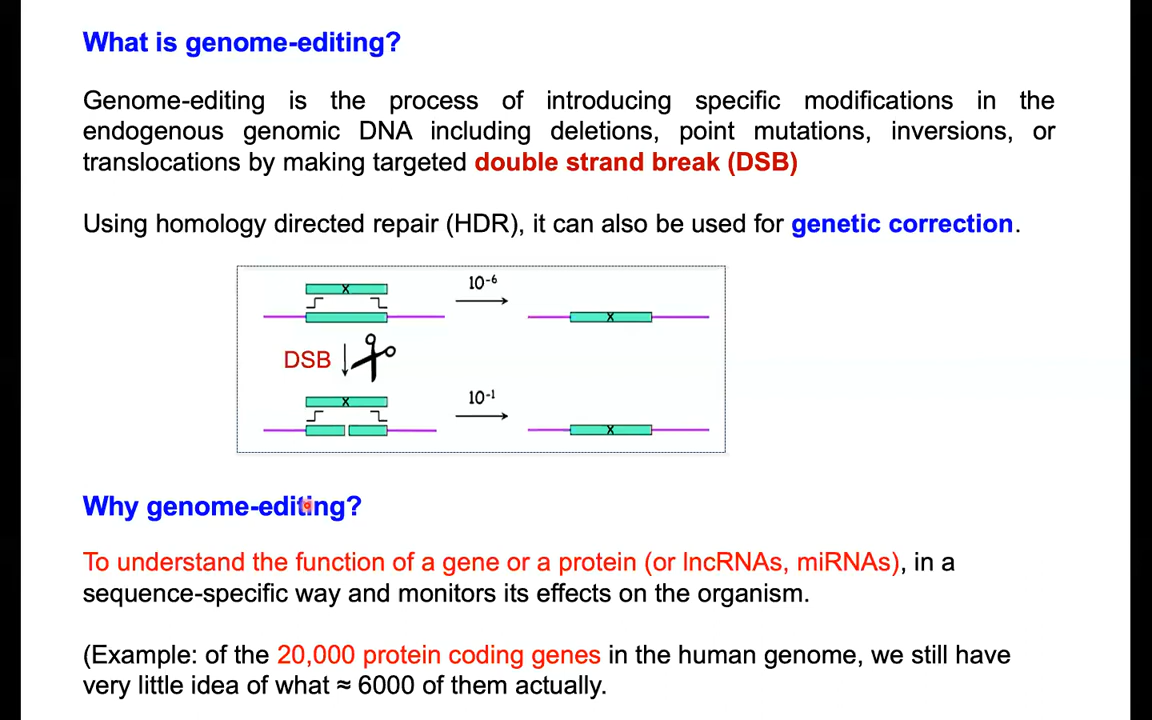 What is genome-editing?
Genome-editing is the process of introducing specific modifications in the
endogenous genomic DNA including deletions, point mutations, inversions, or
translocations by making targeted double strand break (DSB)
Using homology directed repair (HDR), it can also be used for genetic correction.
x
10⁻⁶
x
DSB
x
10⁻¹
x
Why genome-editing?
To understand the function of a gene or a protein (or lncRNAs, miRNAs), in a
sequence-specific way and monitors its effects on the organism.
(Example: of the 20,000 protein coding genes in the human genome, we still have
very little idea of what ≈ 6000 of them actually.